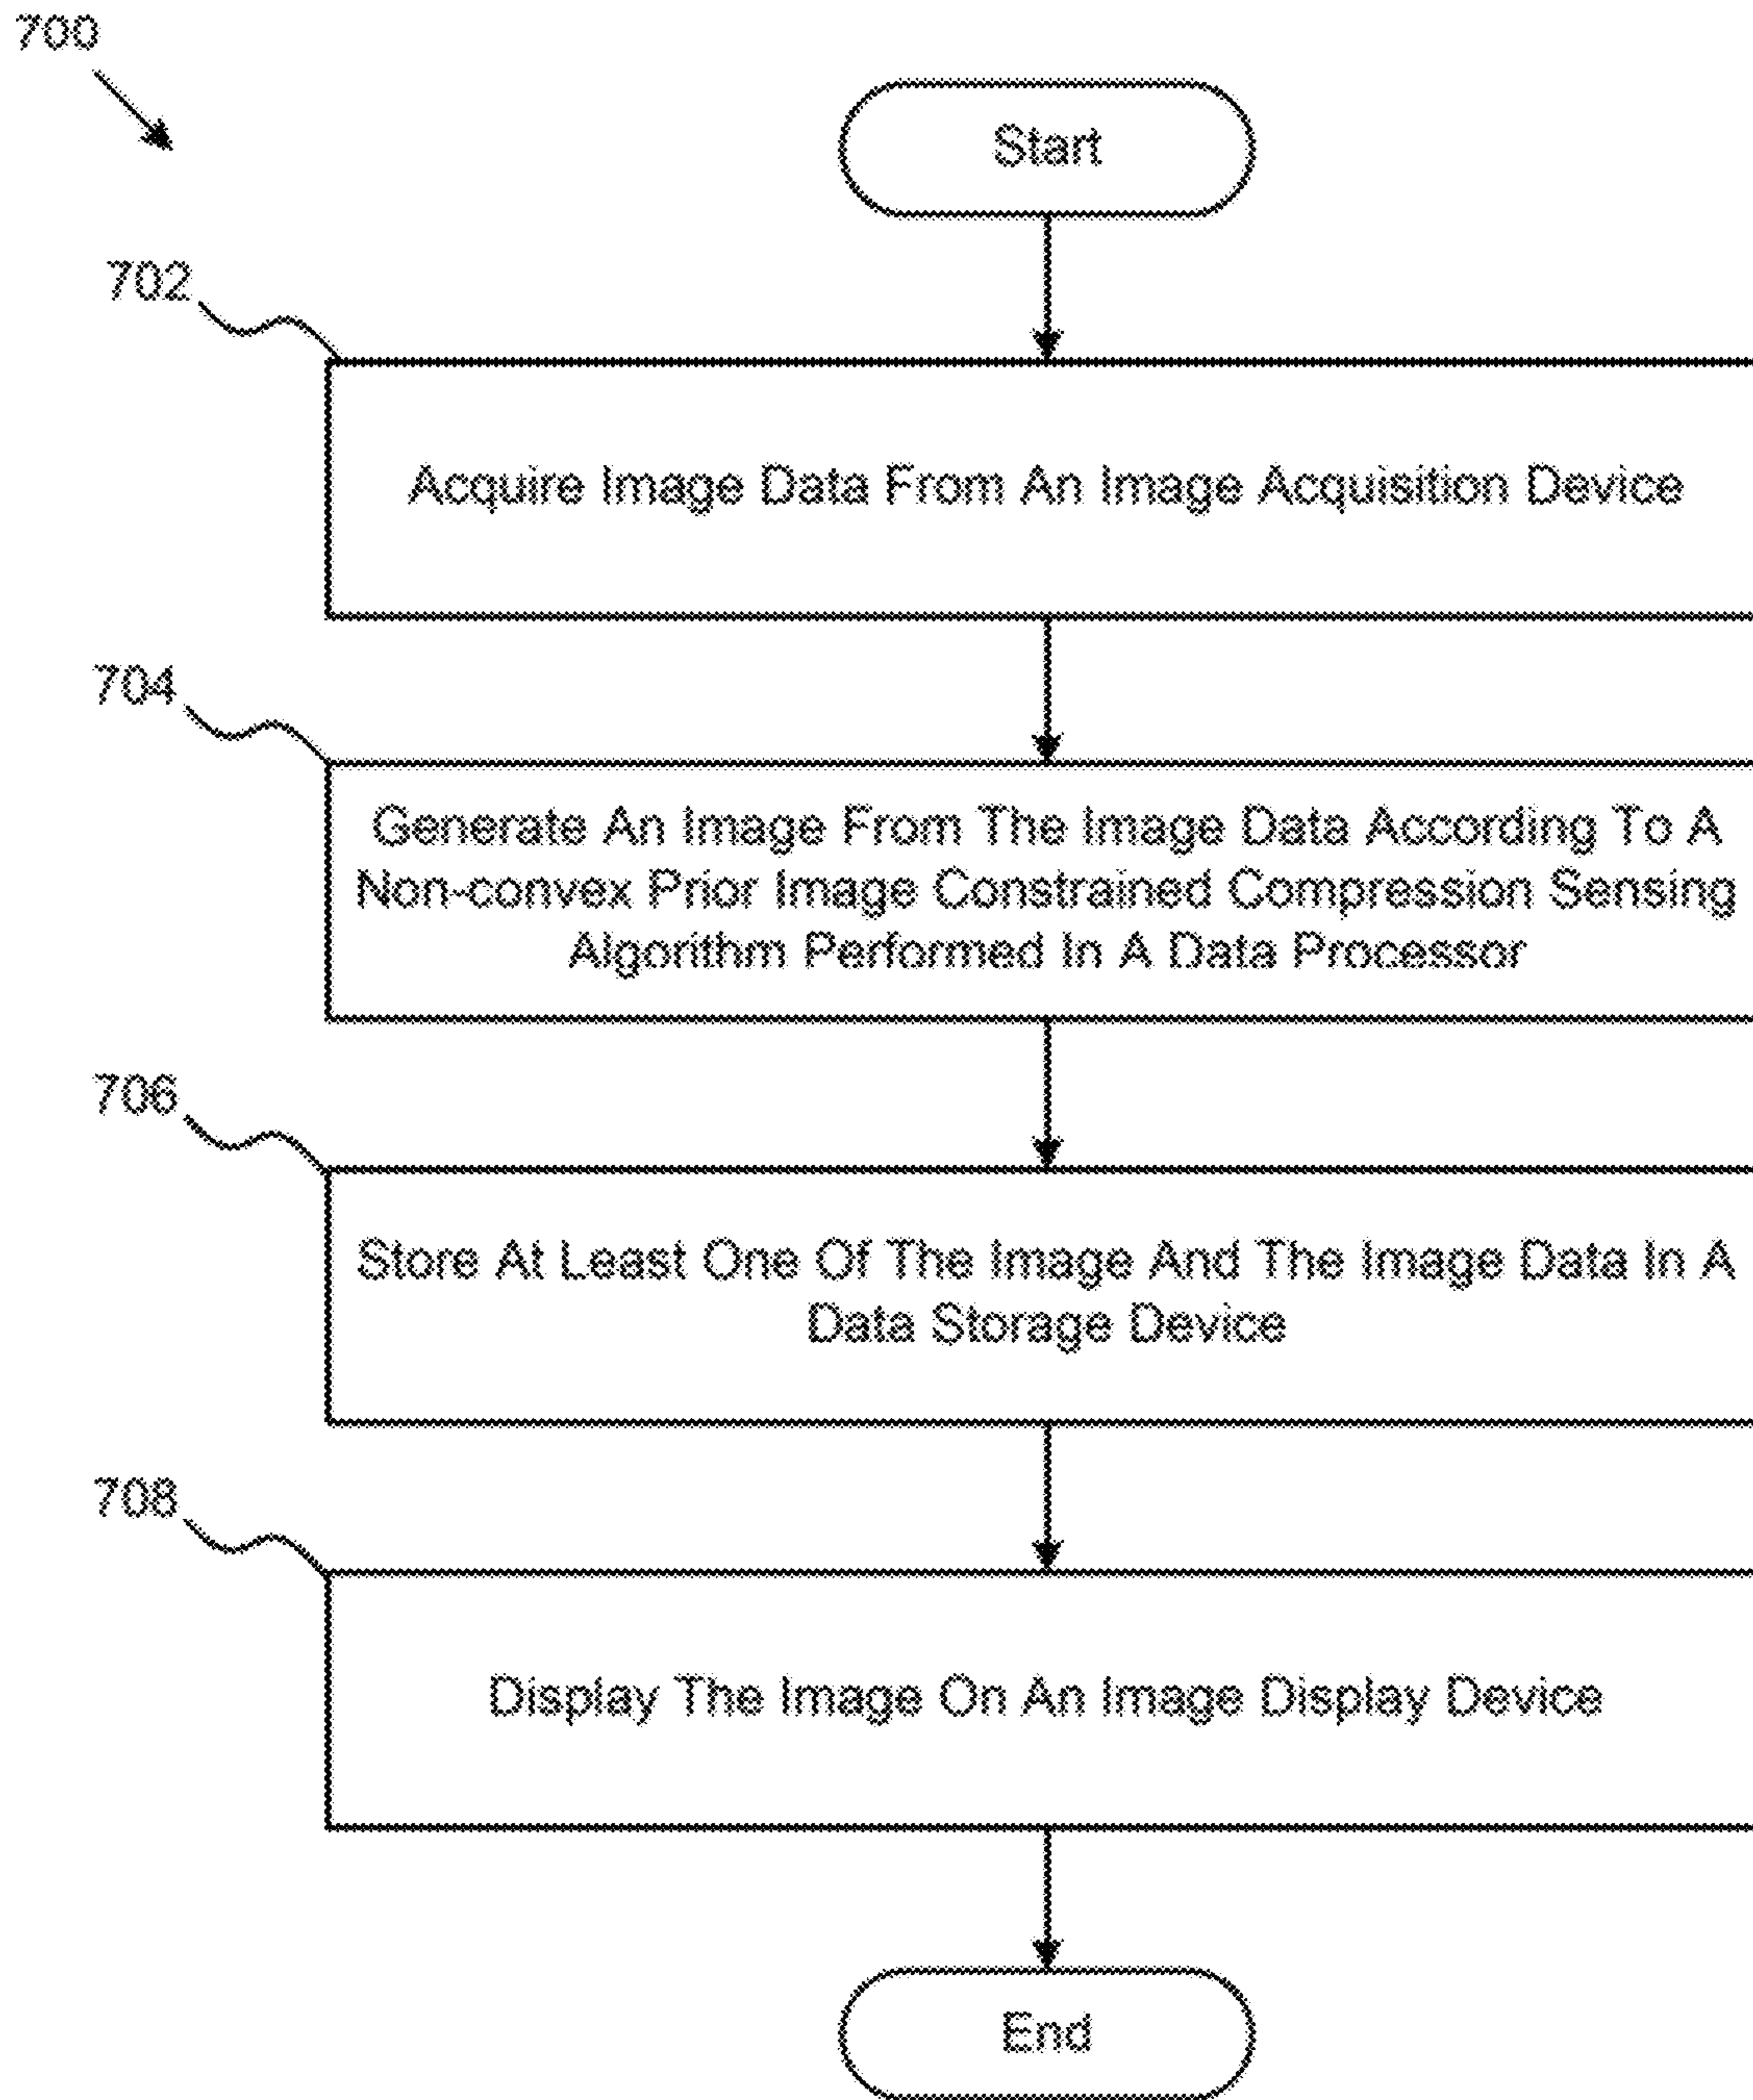 700
Start
702
Acquire Image Data From An Image Acquisition Device
704
Generate An Image From The Image Data According To A
Non-convex Prior Image Constrained Compression Sensing
Algorithm Performed In A Data Processor
706
Store At Least One Of The Image And The Image Data In A
Data Storage Device
708
Display The Image On An Image Display Device
End